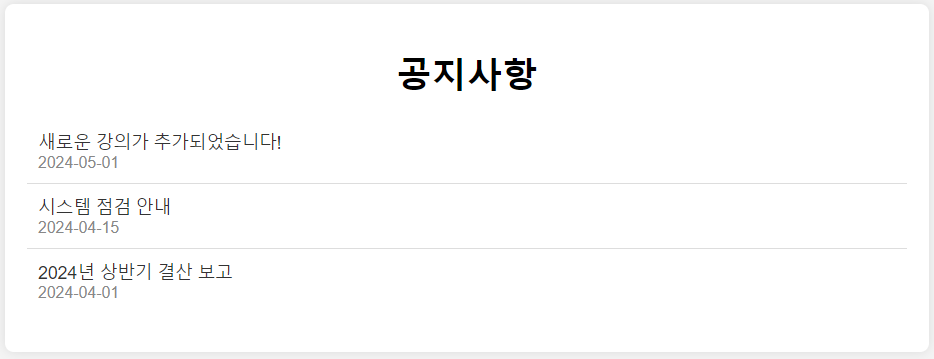 공지사항
새로운 강의가 추가되었습니다!
2024-05-01
시스템 점검 안내
2024-04-15
2024년 상반기 결산 보고
2024-04-01